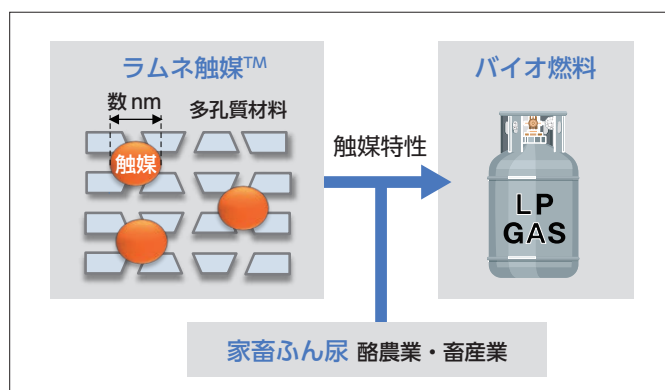 ラムネ触媒™
数 nm
多孔質材料
触媒
触媒特性
バイオ燃料
LP
GAS
家畜ふん尿 酪農業・畜産業